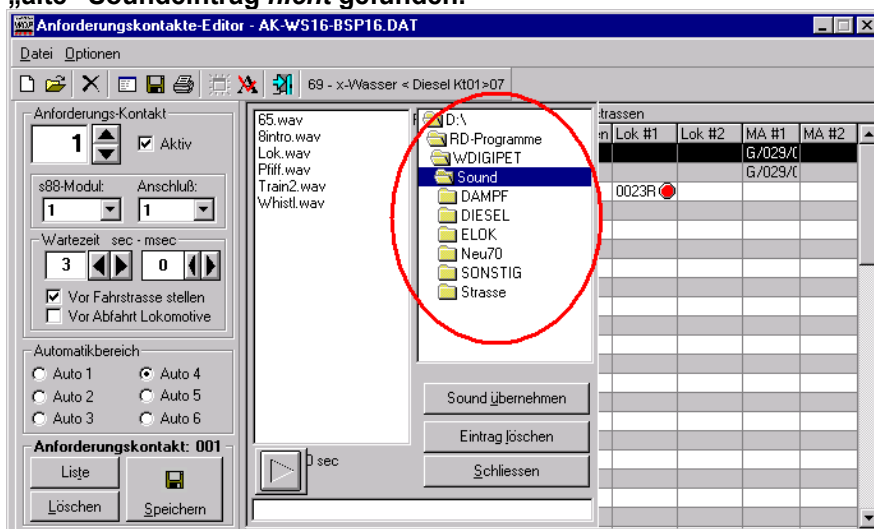 „alte“ Soundeintrag nicht gefunden.
Anforderungskontakte-Editor - AK-WS16-BSP16.DAT
Datei Optionen
69 - x-Wasser < Diesel Kt01>07
Anforderungs-Kontakt
1
Aktiv
s88-Modul: Anschluß:
1 1
Wartezeit sec - msec
3 0
Vor Fahrstrasse stellen
Vor Abfahrt Lokomotive
Automatikbereich
Auto 1 Auto 4
Auto 2 Auto 5
Auto 3 Auto 6
Anforderungskontakt: 001
Liste
Löschen
Speichern
65.wav
8intro.wav
Lok.wav
Pfiff.wav
Train2.wav
Whistl.wav
D:\
RD-Programme
WDIGIPET
Sound
DAMPF
DIESEL
ELOK
Neu70
SONSTIG
Strasse
Sound übernehmen
Eintrag löschen
Schliessen
sec
trassen
Lok #1 Lok #2 MA #1 MA #2
G/029/0
G/029/0
0023R